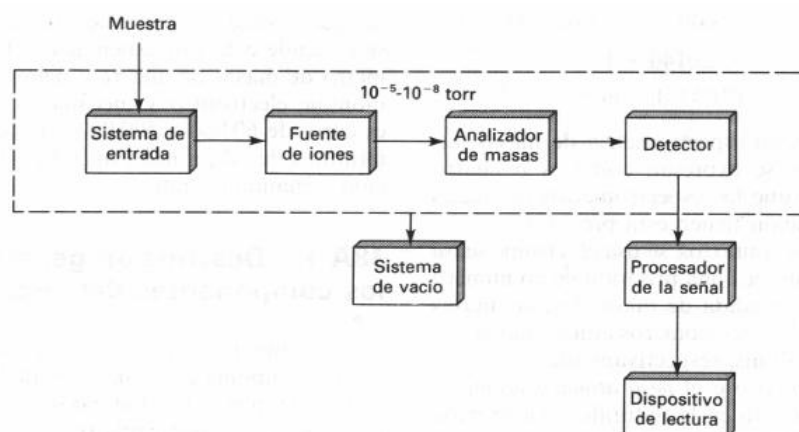 Muestra
10⁻⁵-10⁻⁸ torr
Sistema de
entrada
Fuente
de iones
Analizador
de masas
Detector
Sistema
de vacío
Procesador
de la señal
Dispositivo
de lectura